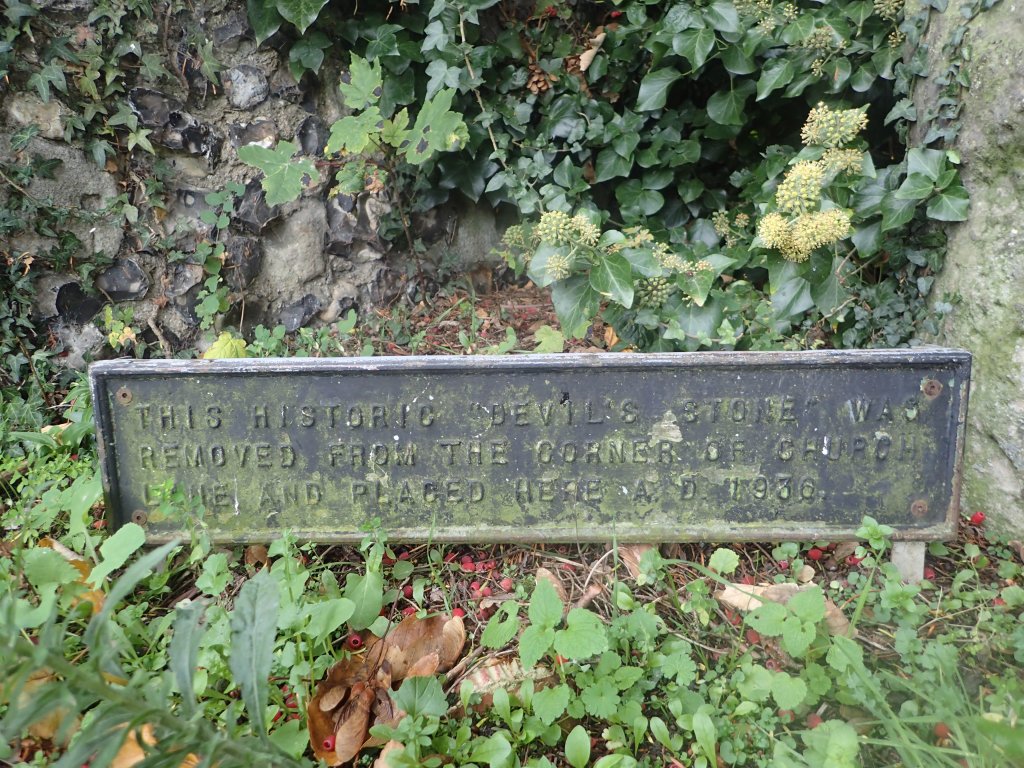 THIS HISTORIC "DEVIL'S STONE" WAS
REMOVED FROM THE CORNER OF CHURCH
LANE AND PLACED HERE A.D. 1936.